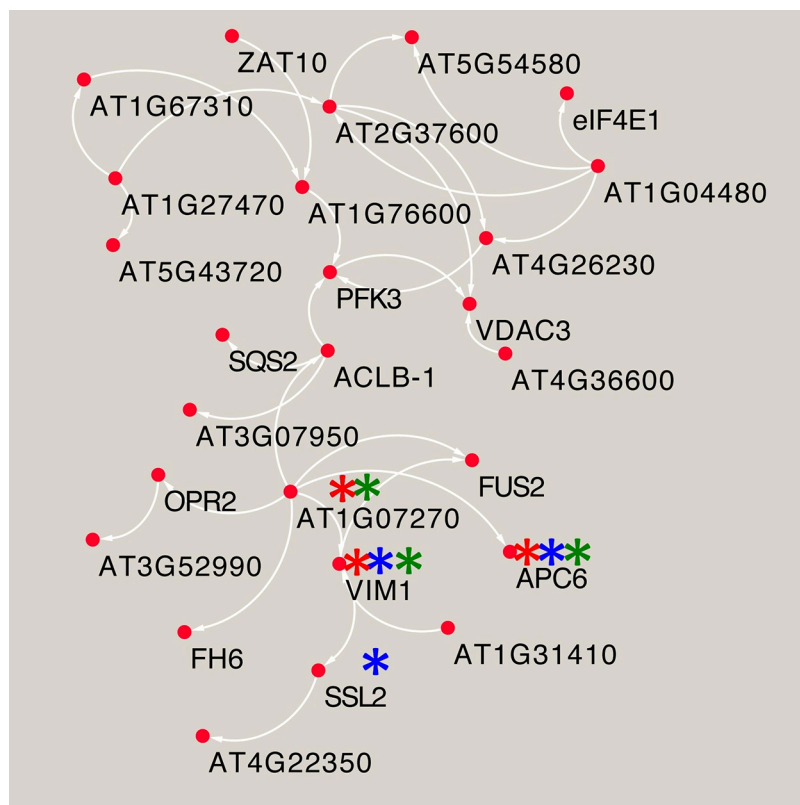 ZAT10
AT5G54580
AT1G67310
eIF4E1
AT2G37600
AT1G04480
AT1G27470
AT1G76600
AT5G43720
AT4G26230
PFK3
VDAC3
SQS2
ACLB-1
AT4G36600
AT3G07950
OPR2
FUS2
AT1G07270
AT3G52990
APC6
VIM1
FH6
AT1G31410
SSL2
AT4G22350